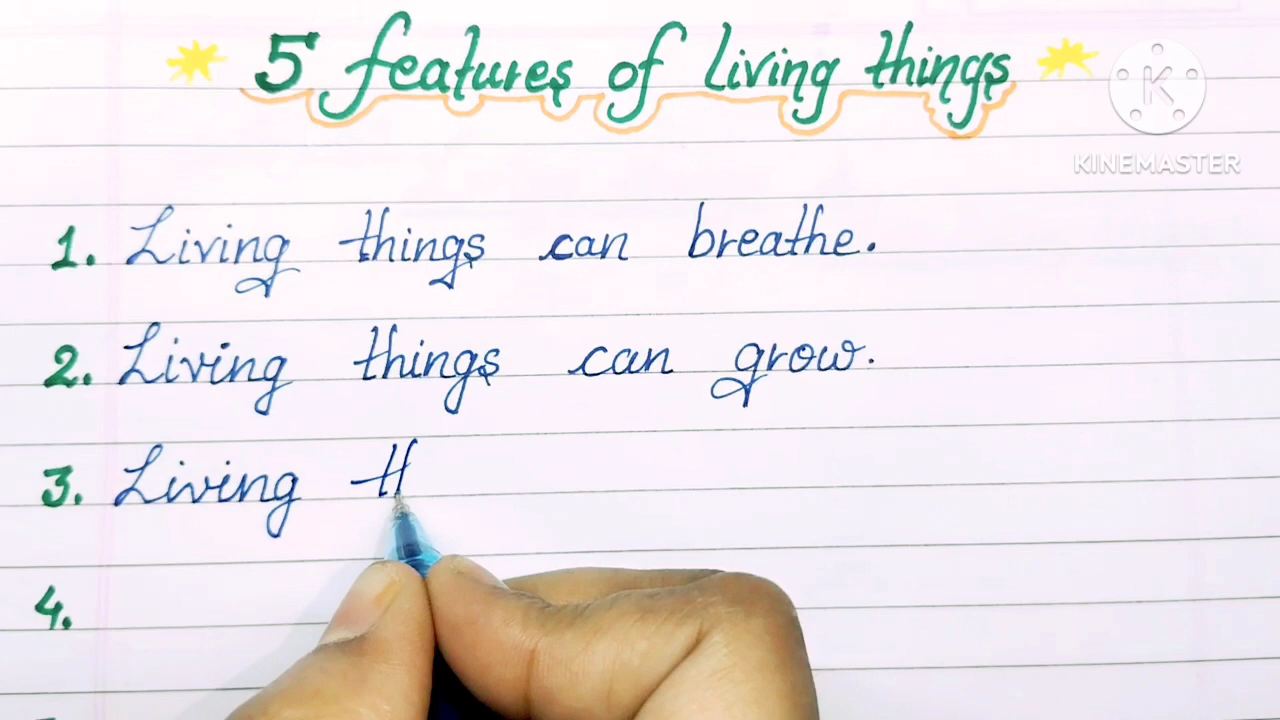 5 features of living things
K
KINEMASTER
1. Living things can breathe.
2. Living things can grow.
3. Living th
4.